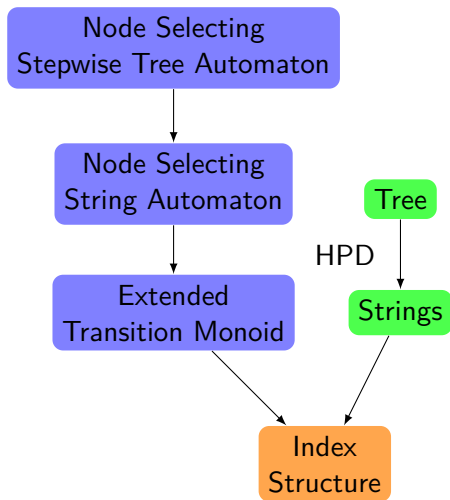 Node Selecting
Stepwise Tree Automaton
Node Selecting
String Automaton
Tree
HPD
Extended
Transition Monoid
Strings
Index
Structure